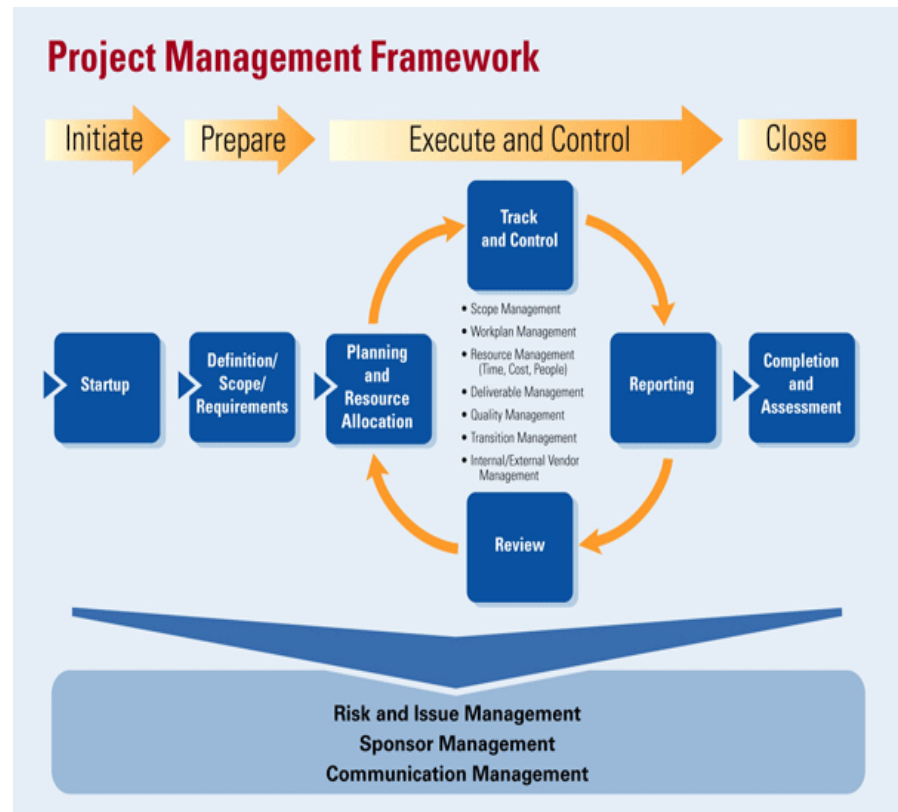 Project Management Framework
Initiate
Prepare
Execute and Control
Close
Track
and Control
• Scope Management
• Workplan Management
• Resource Management
(Time, Cost, People)
• Deliverable Management
• Quality Management
• Transition Management
• Internal/External Vendor
Management
Startup
Definition/
Scope/
Requirements
Planning
and
Resource
Allocation
Reporting
Completion
and
Assessment
Review
Risk and Issue Management
Sponsor Management
Communication Management